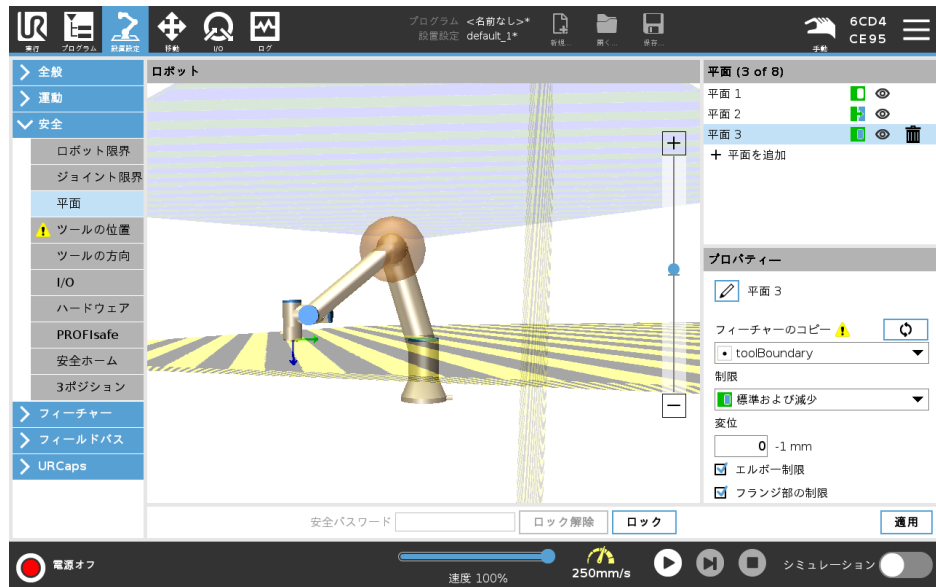 プログラム <名前なし>*
設置設定 default_1*
実行 プログラム 設置設定 移動 I/O ログ
新規... 開く... 保存...
手動
6CD4
CE95
全般
運動
安全
ロボット限界
ジョイント限界
平面
ツールの位置
ツールの方向
I/O
ハードウェア
PROFIsafe
安全ホーム
3ポジション
フィーチャー
フィールドバス
URCaps
ロボット
平面 (3 of 8)
平面 1
平面 2
平面 3
平面を追加
プロパティー
平面 3
フィーチャーのコピー
toolBoundary
制限
標準および減少
変位
0 -1 mm
エルボー制限
フランジ部の制限
安全パスワード ロック解除 ロック
適用
電源オフ
速度 100%
250mm/s
シミュレーション